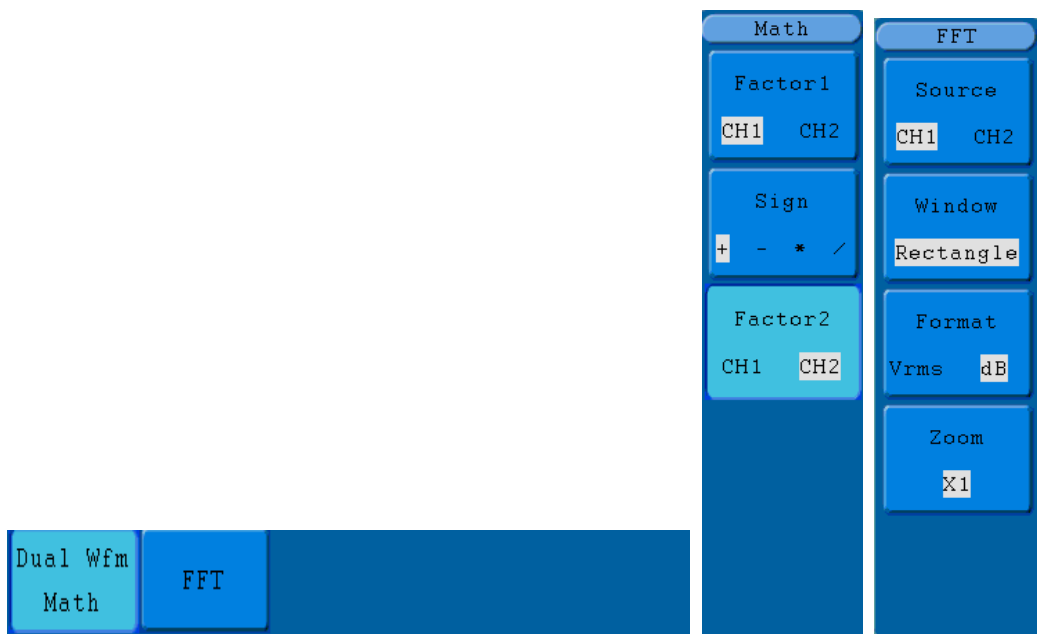 Math
Factor1
CH1 CH2
Sign
+ - * /
Factor2
CH1 CH2
FFT
Source
CH1 CH2
Window
Rectangle
Format
Vrms dB
Zoom
X1
Dual Wfm
Math
FFT